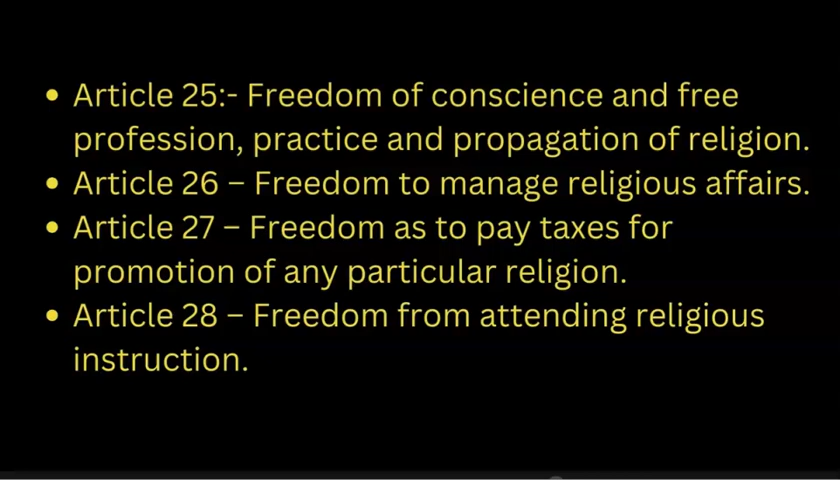 • Article 25:- Freedom of conscience and free
profession, practice and propagation of religion.
• Article 26 – Freedom to manage religious affairs.
• Article 27 – Freedom as to pay taxes for
promotion of any particular religion.
• Article 28 – Freedom from attending religious
instruction.